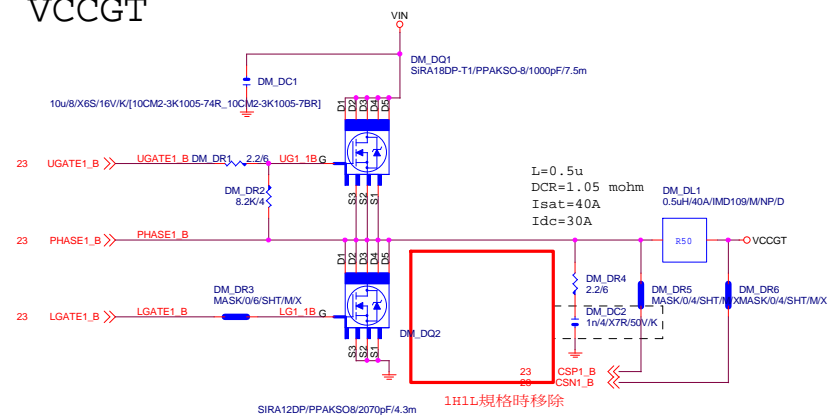 VCCGT
VIN
DM_DQ1
SiRA18DP-T1/PPAKSO-8/1000pF/7.5m
DM_DC1
10u/8/X6S/16V/K/[10CM2-3K1005-74R_10CM2-3K1005-7BR]
D1 D2 D3 D4 D5
23 UGATE1_B UGATE1_B DM_DR1 2.2/6 UG1_1B G
DM_DR2
8.2K/4
S3 S2 S1
L=0.5u
DCR=1.05 mohm
Isat=40A
Idc=30A
DM_DL1
0.5uH/40A/IMD109/M/NP/D
R50
VCCGT
23 PHASE1_B PHASE1_B
D1 D2 D3 D4 D5
DM_DR3
MASK/0/6/SHT/M/X
23 LGATE1_B LGATE1_B LG1_1B G
DM_DQ2
S3 S2 S1
SIRA12DP/PPAKSO8/2070pF/4.3m
DM_DR4
2.2/6
DM_DC2
1n/4/X7R/50V/K
DM_DR5
MASK/0/4/SHT/M/X
DM_DR6
MASK/0/4/SHT/M/X
23 CSP1_B
23 CSN1_B
1H1L規格時移除